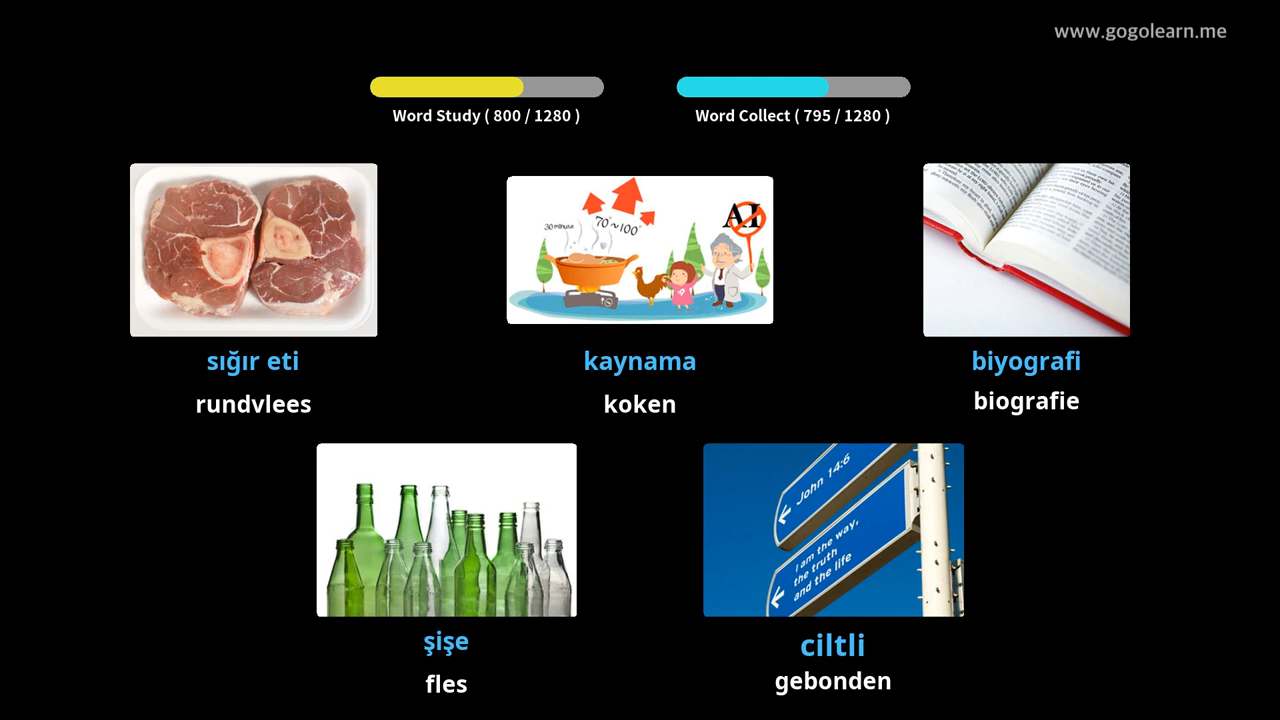 www.gogolearn.me
Word Study ( 800 / 1280 )
Word Collect ( 795 / 1280 )
30 minute
70˚~100˚
AI
sığır eti
kaynama
biyografi
rundvlees
koken
biografie
John 14:6
I am the way,
the truth
and the life
şişe
ciltli
fles
gebonden